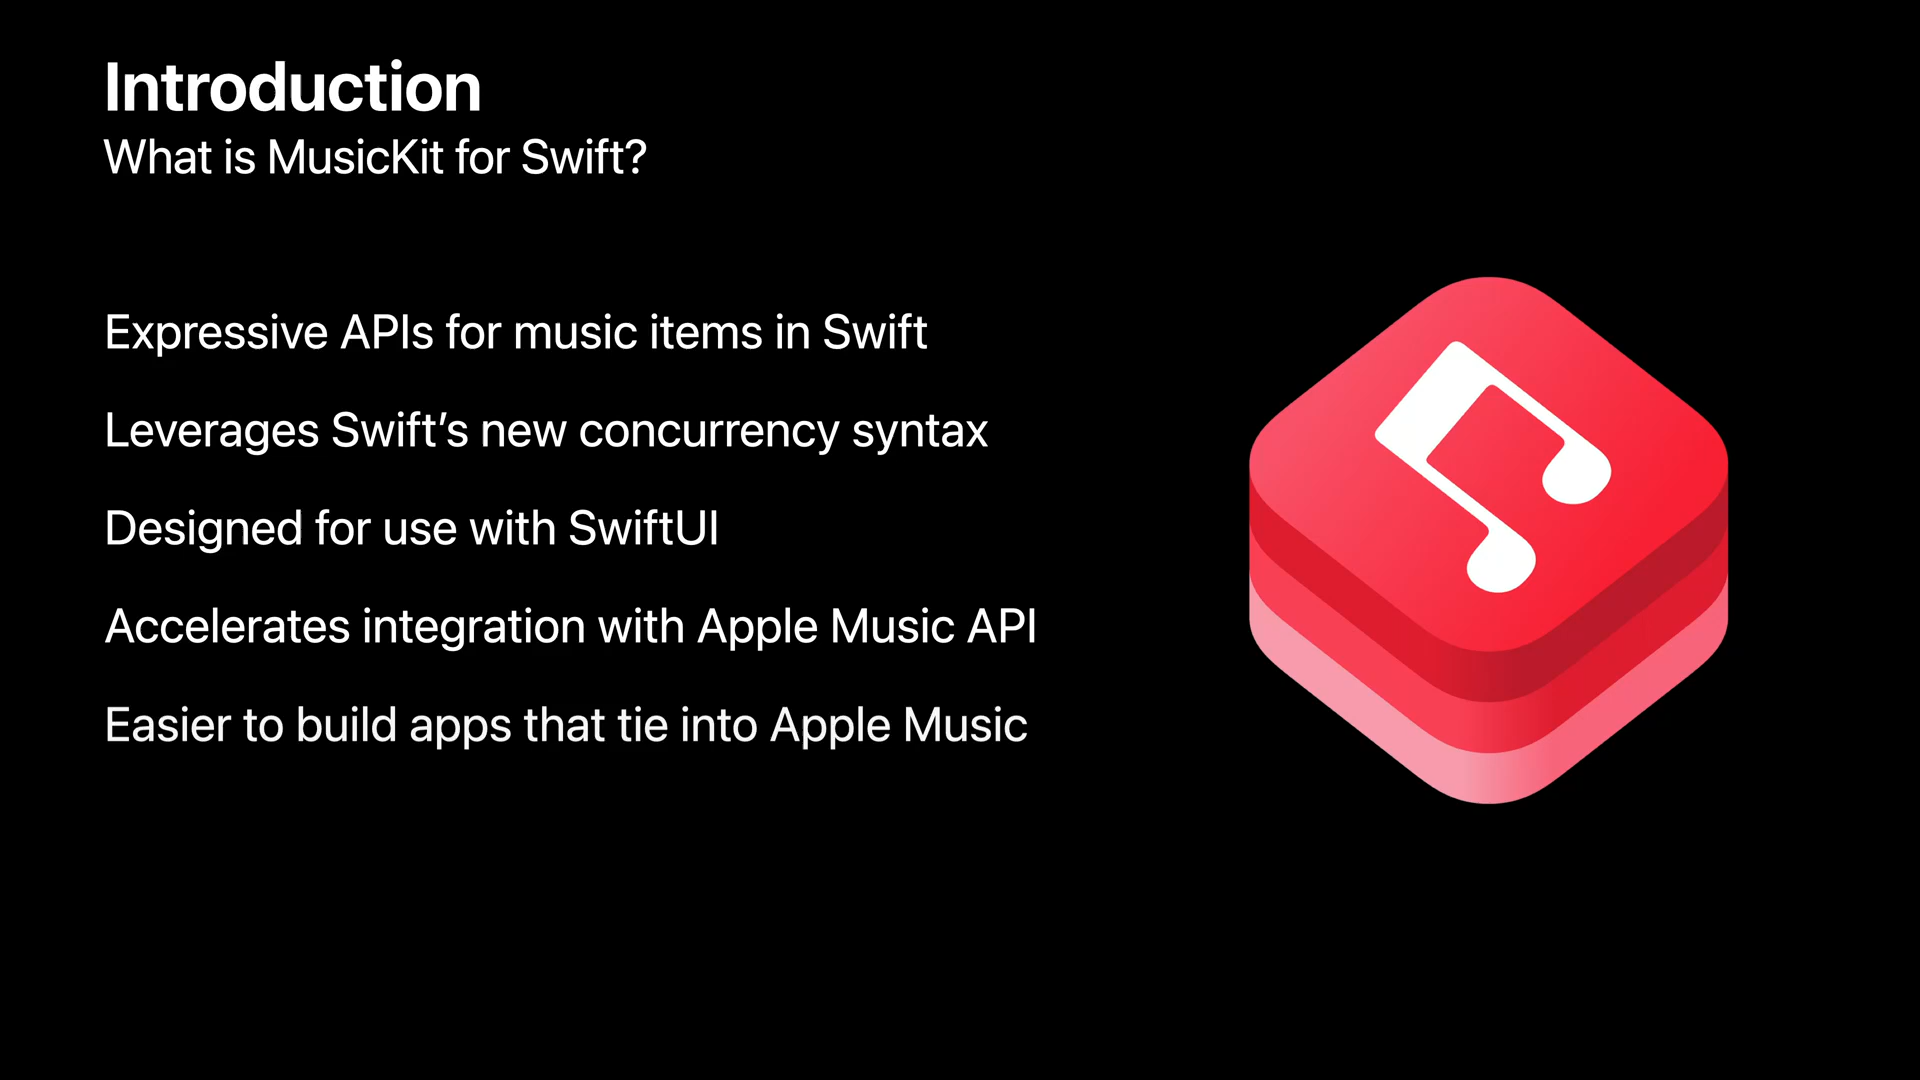 Introduction
What is MusicKit for Swift?
Expressive APIs for music items in Swift
Leverages Swift’s new concurrency syntax
Designed for use with SwiftUI
Accelerates integration with Apple Music API
Easier to build apps that tie into Apple Music